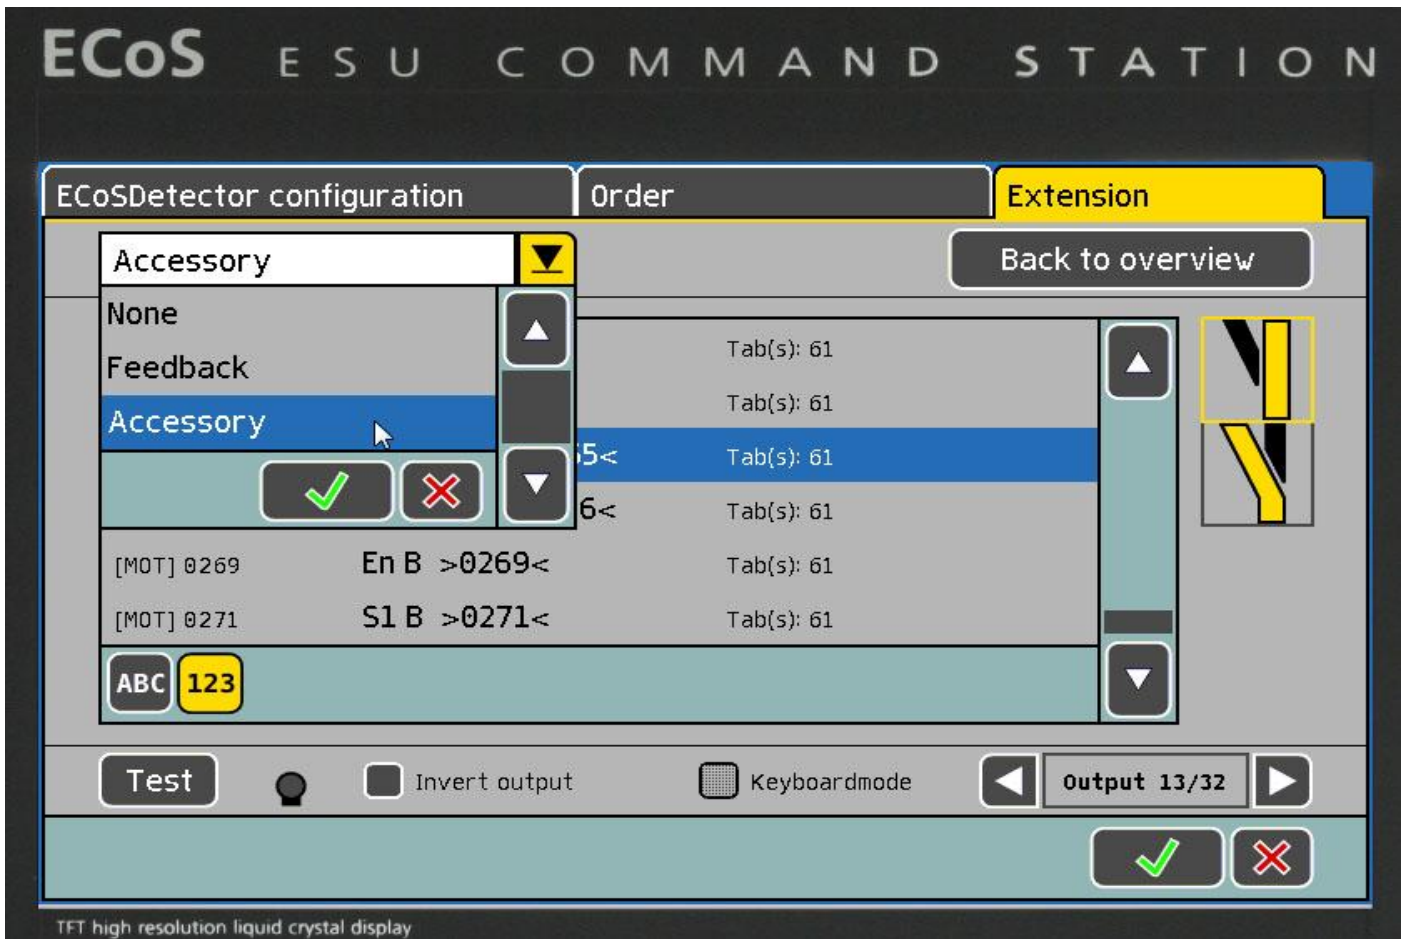 ECoS ESU COMMAND STATION
ECoSDetector configuration Order Extension
Accessory Back to overview
None
Feedback
Accessory
Tab(s): 61
Tab(s): 61
5< Tab(s): 61
6< Tab(s): 61
[MOT] 0269 En B >0269< Tab(s): 61
[MOT] 0271 S1 B >0271< Tab(s): 61
ABC 123
Test Invert output Keyboardmode Output 13/32
TFT high resolution liquid crystal display